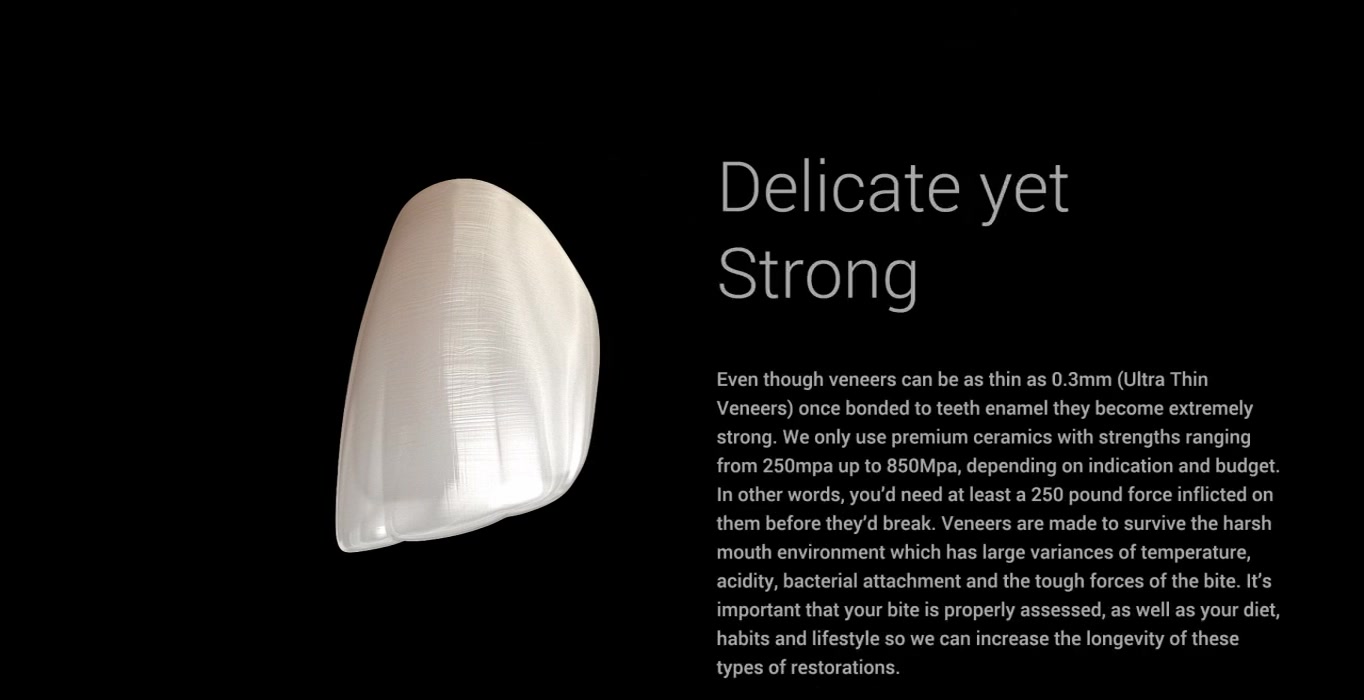 Delicate yet
Strong
Even though veneers can be as thin as 0.3mm (Ultra Thin
Veneers) once bonded to teeth enamel they become extremely
strong. We only use premium ceramics with strengths ranging
from 250mpa up to 850Mpa, depending on indication and budget.
In other words, you’d need at least a 250 pound force inflicted on
them before they’d break. Veneers are made to survive the harsh
mouth environment which has large variances of temperature,
acidity, bacterial attachment and the tough forces of the bite. It’s
important that your bite is properly assessed, as well as your diet,
habits and lifestyle so we can increase the longevity of these
types of restorations.